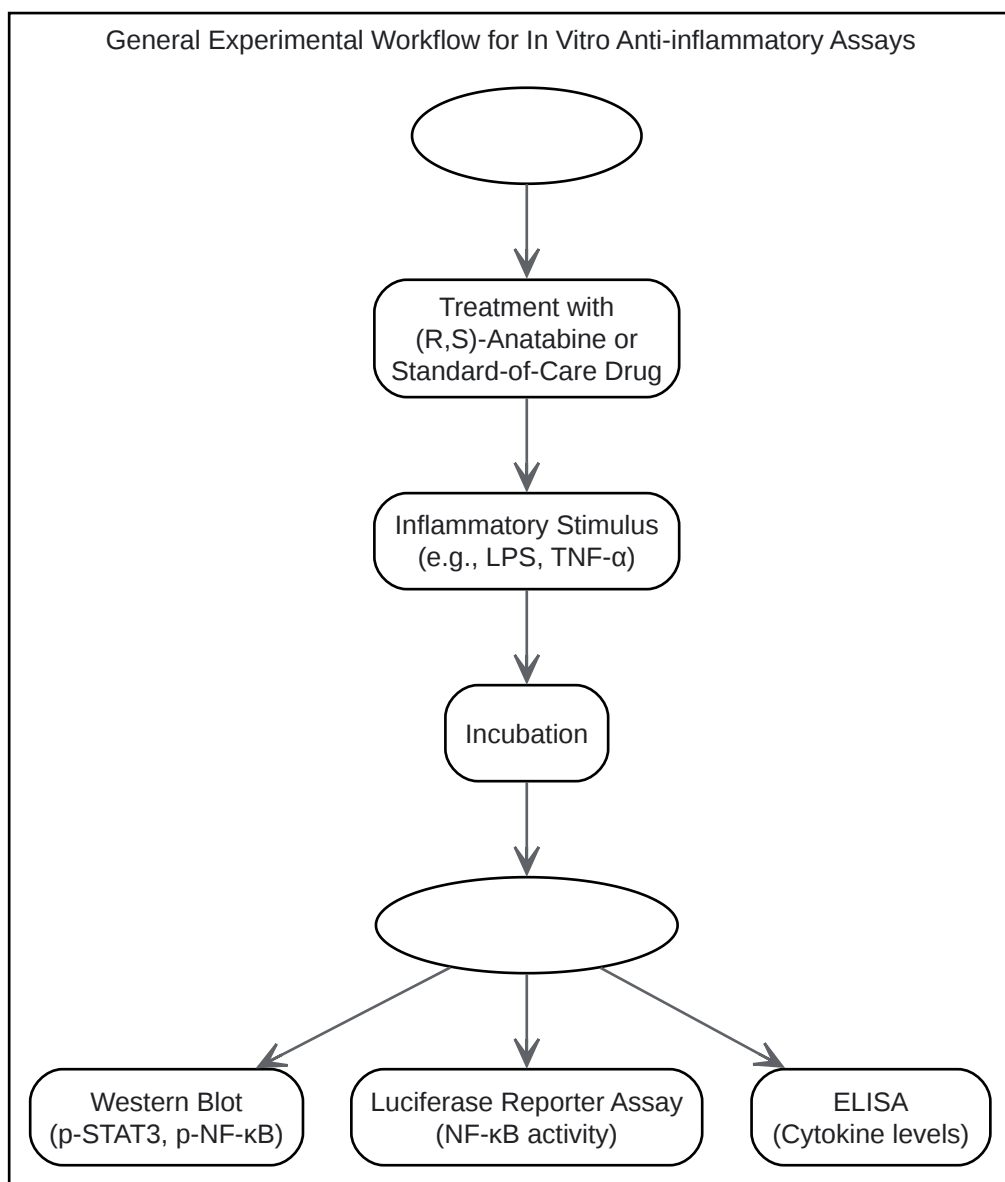 General Experimental Workflow for In Vitro Anti-inflammatory Assays
Treatment with
(R,S)-Anatabine or
Standard-of-Care Drug
Inflammatory Stimulus
(e.g., LPS, TNF-α)
Incubation
Western Blot
(p-STAT3, p-NF-κB)
Luciferase Reporter Assay
(NF-κB activity)
ELISA
(Cytokine levels)